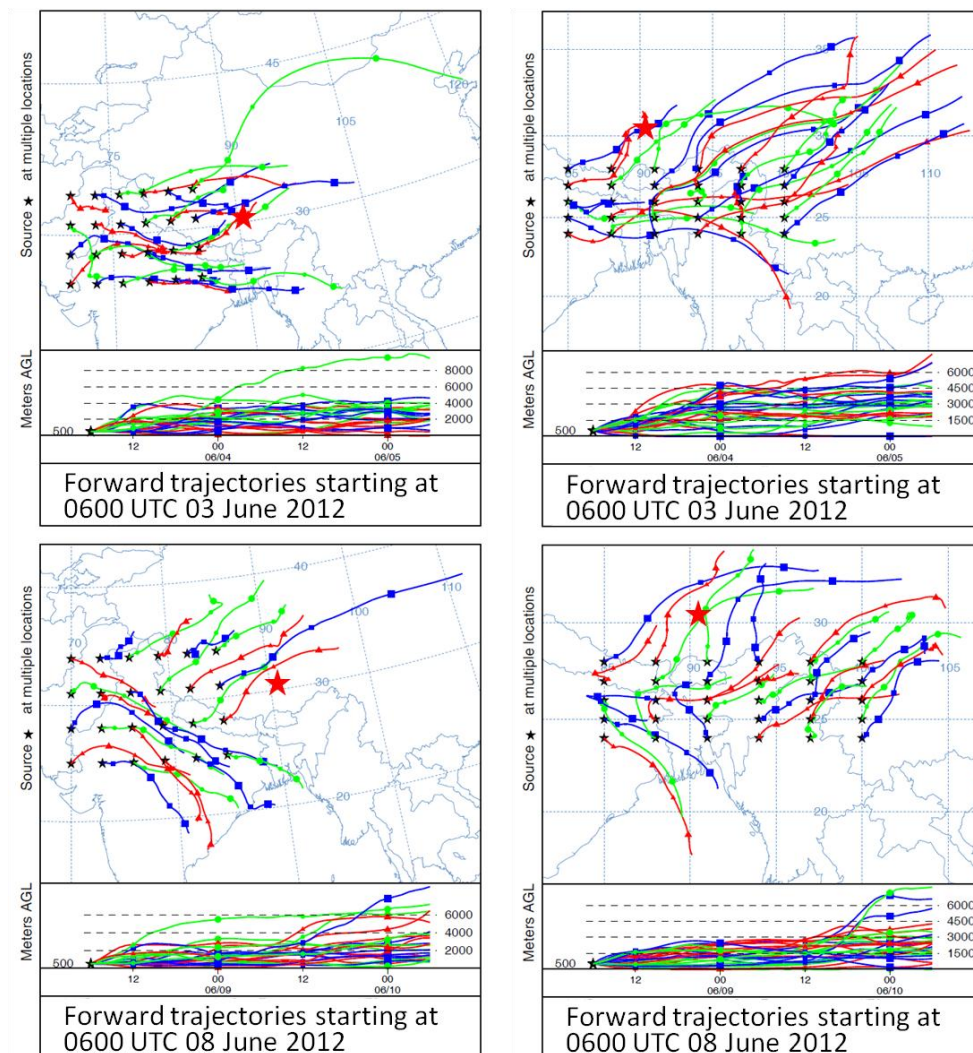 Source ★ at multiple locations
45
120
105
90
75
30
Meters AGL
8000
6000
4000
2000
500
12 00 12 00
06/04 06/05
Forward trajectories starting at
0600 UTC 03 June 2012
Source ★ at multiple locations
90
105
110
25
20
Meters AGL
6000
4500
3000
1500
500
12 00 12 00
06/04 06/05
Forward trajectories starting at
0600 UTC 03 June 2012
Source ★ at multiple locations
40
110
100
90
80
70
30
20
Meters AGL
6000
4000
2000
500
12 00 12 00
06/09 06/10
Forward trajectories starting at
0600 UTC 08 June 2012
Source ★ at multiple locations
30
90
95
105
20
Meters AGL
6000
4500
3000
1500
500
12 00 12 00
06/09 06/10
Forward trajectories starting at
0600 UTC 08 June 2012